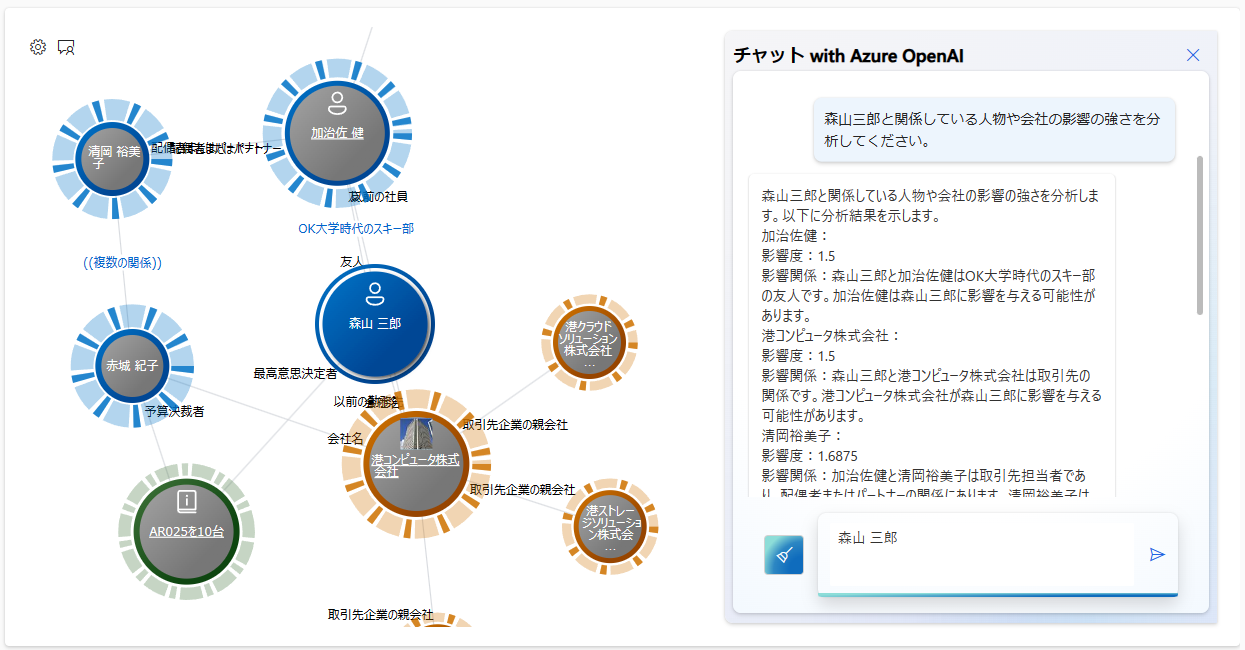 加治佐 健
清岡 裕美
子
配偶者またはパートナー
以前の社員
OK大学時代のスキー部
((複数の関係))
友人
森山 三郎
港クラウド
ソリューション
株式会社
...
赤城 紀子
最高意思決定者
予算決裁者
会社名
取引先企業の親会社
港コンピュータ株式
会社
取引先企業の親会社
港ストレー
ジソリューショ
ン株式会
...
AR025を10台
取引先企業の親会社
チャット with Azure OpenAI
森山三郎と関係している人物や会社の影響の強さを分
析してください。
森山三郎と関係している人物や会社の影響の強さを分析しま
す。以下に分析結果を示します。
加治佐健：
影響度：1.5
影響関係：森山三郎と加治佐健はOK大学時代のスキー部
の友人です。加治佐健は森山三郎に影響を与える可能性が
あります。
港コンピュータ株式会社：
影響度：1.5
影響関係：森山三郎と港コンピュータ株式会社は取引先の
関係です。港コンピュータ株式会社が森山三郎に影響を与える
可能性があります。
清岡裕美子：
影響度：1.6875
影響関係：加治佐健と清岡裕美子は取引先担当者であ
り、配偶者またはパートナーの関係にあります。清岡裕美子は
森山 三郎